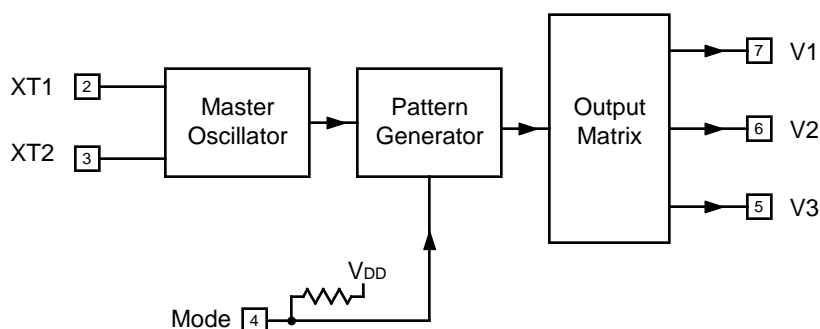 XT1
2
XT2
3
Master
Oscillator
Pattern
Generator
Output
Matrix
7
V1
6
V2
5
V3
VDD
Mode
4